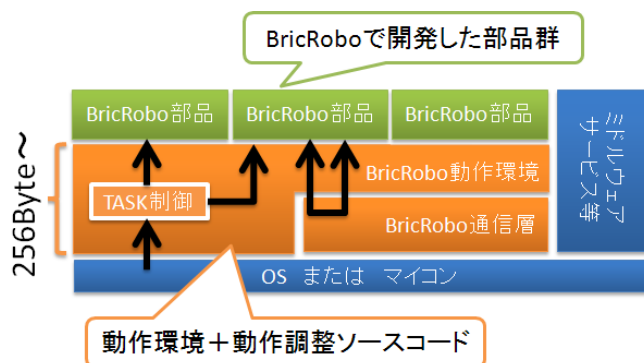 BricRoboで開発した部品群
BricRobo部品
BricRobo部品
BricRobo部品
ミドルウェア
サービス等
256Byte～
BricRobo動作環境
TASK制御
BricRobo通信層
OS または マイコン
動作環境＋動作調整ソースコード